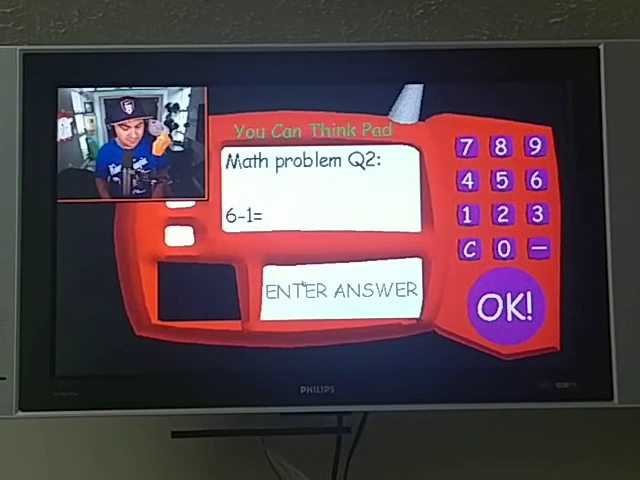 You Can Think Pad
Math problem Q2:
6-1=
ENTER ANSWER
7 8 9
4 5 6
1 2 3
C 0 -
OK!
PHILIPS